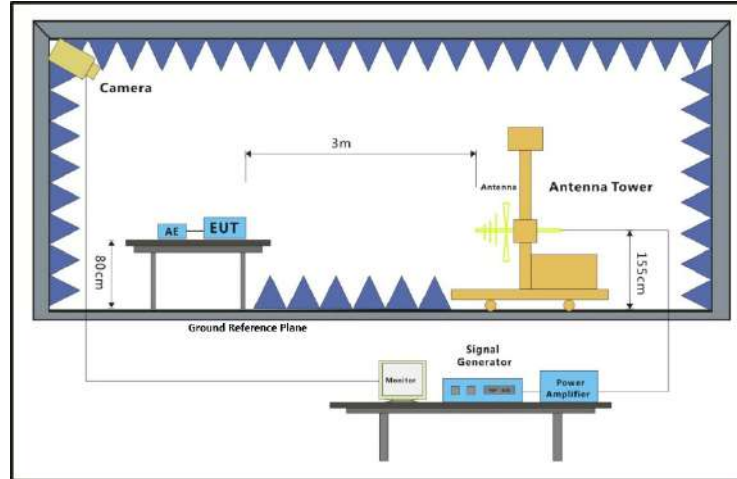 Camera
3m
Antenna
Antenna Tower
AE
EUT
80cm
155cm
Ground Reference Plane
Signal
Generator
Monitor
Power
Amplifier